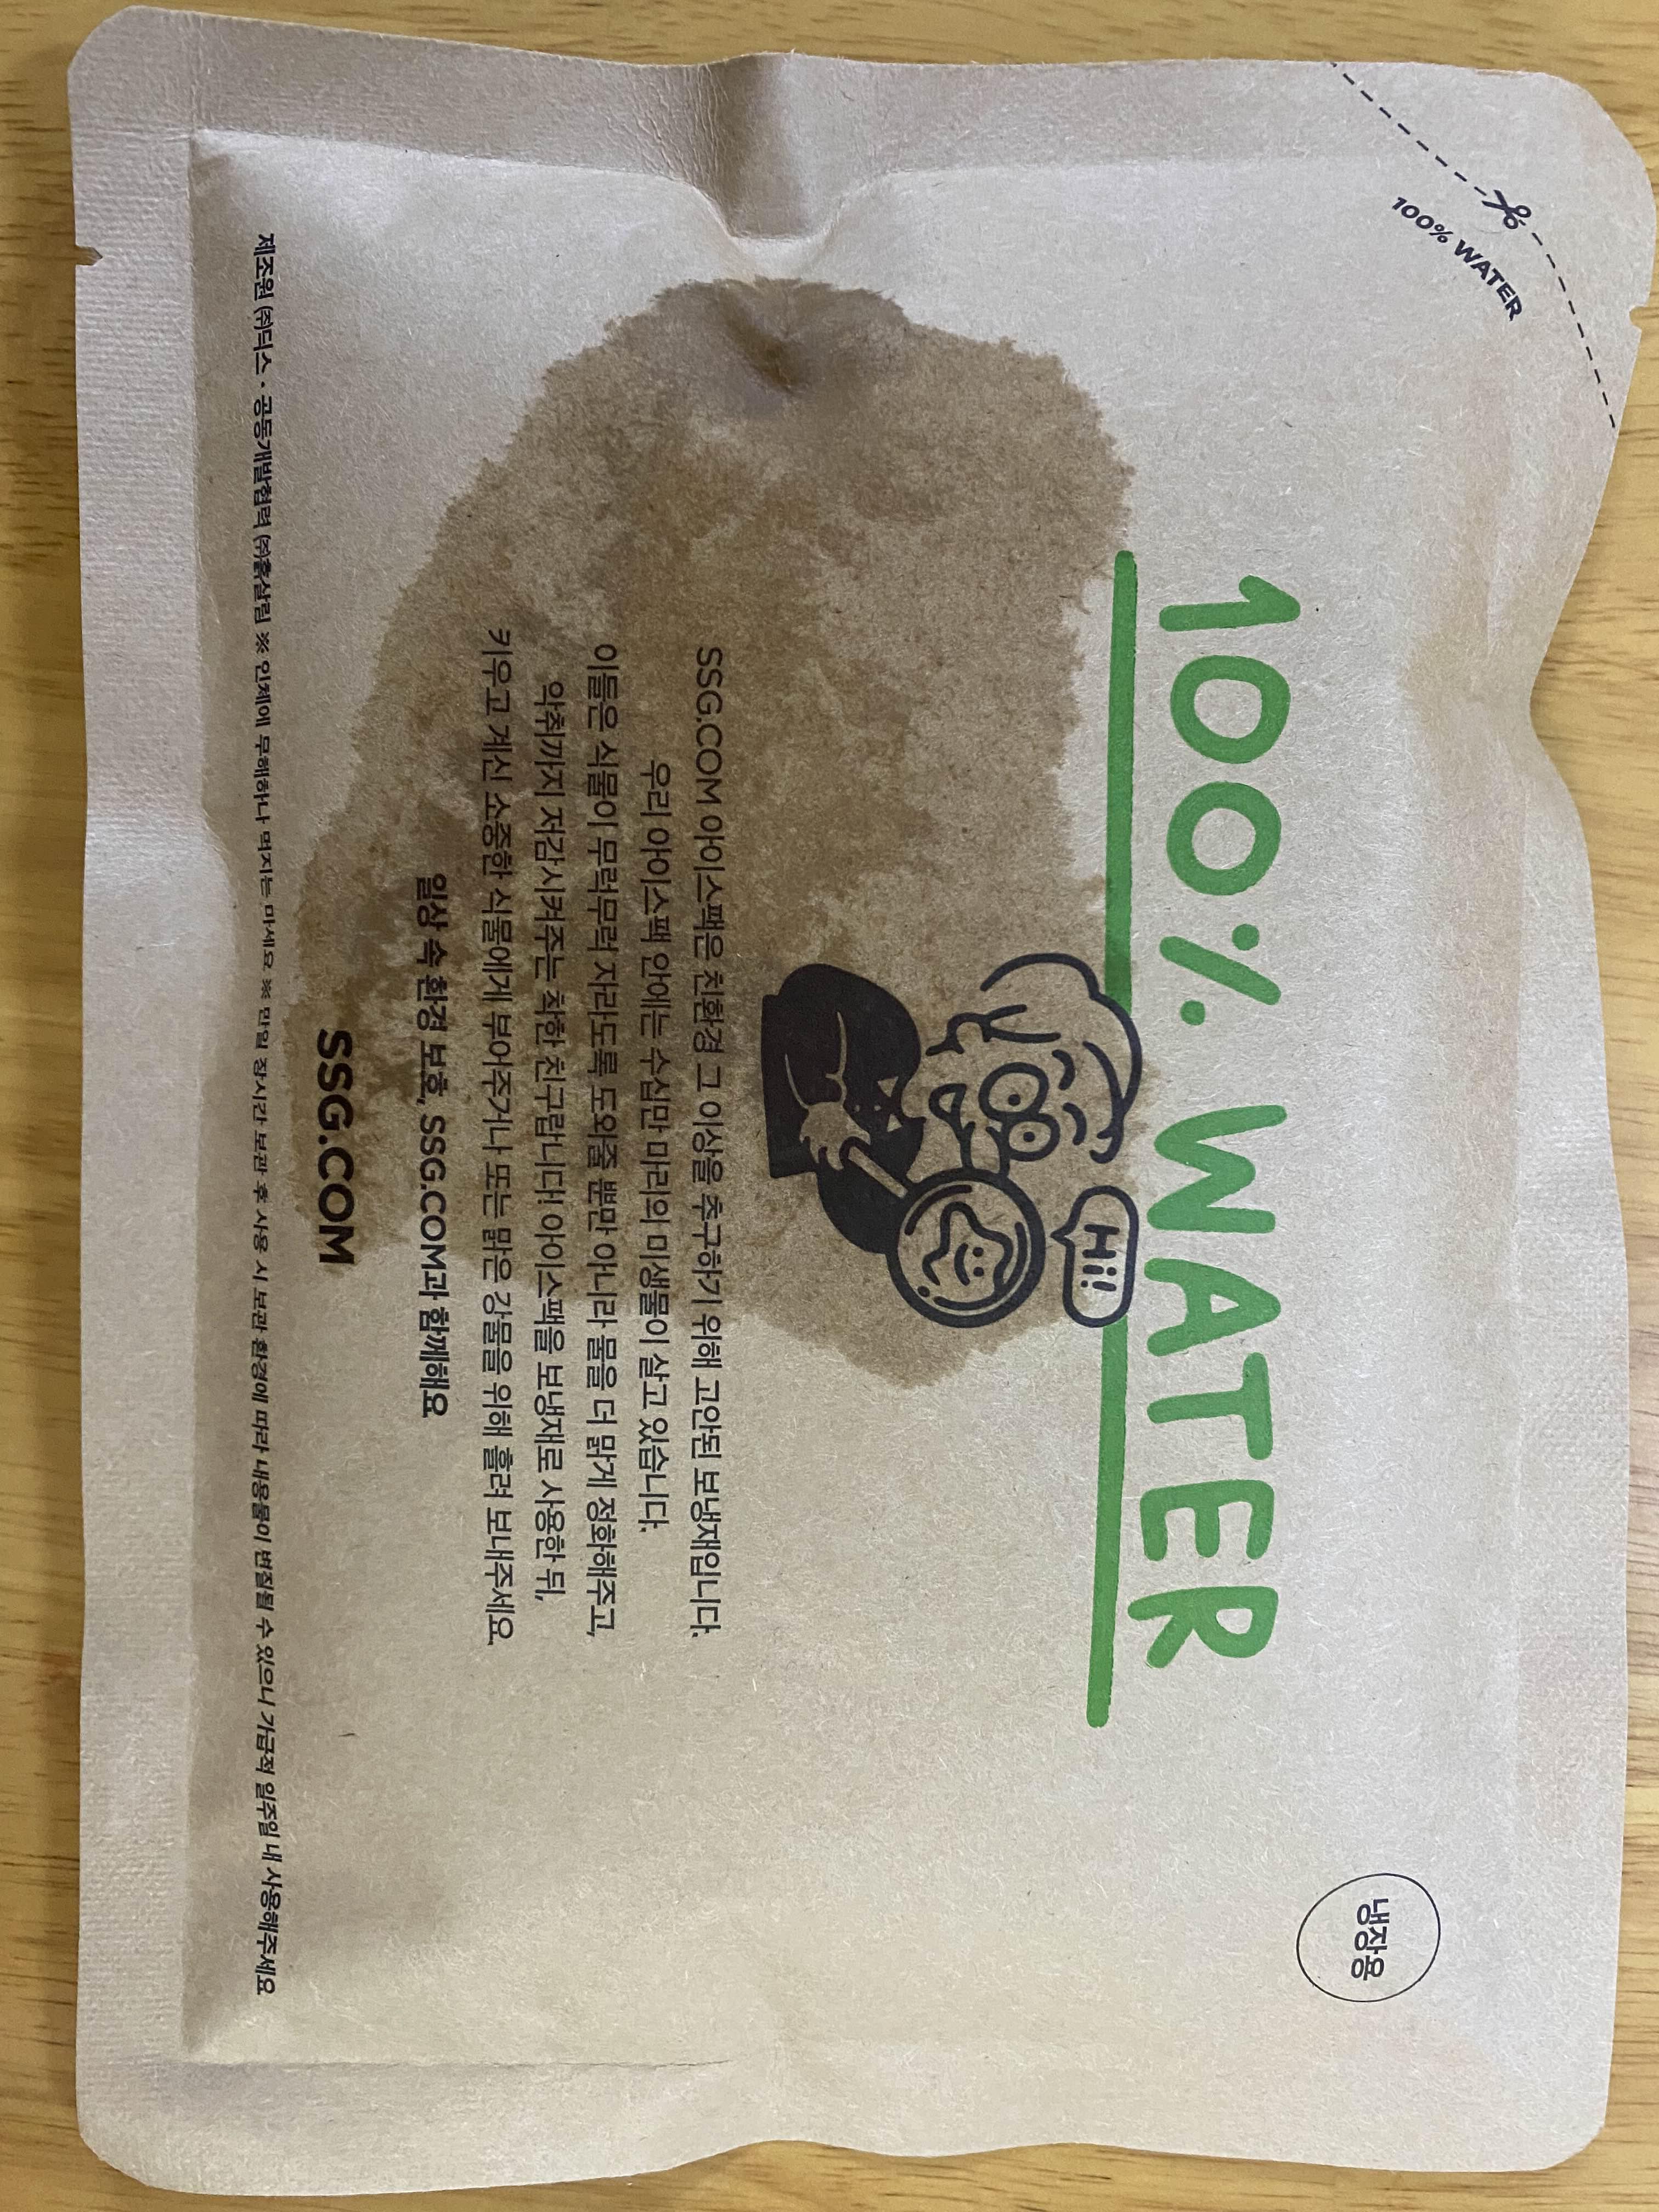 100% WATER
냉장용
100% WATER
Hi!
SSG.COM 아이스팩은 친환경 그 이상을 추구하기 위해 고안된 보냉재입니다.
우리 아이스팩 안에는 수십만 마리의 미생물이 살고 있습니다.
이들은 식물이 무럭무럭 자라도록 도와줄 뿐만 아니라 물을 더 맑게 정화해주고,
악취까지 저감시켜주는 착한 친구랍니다! 아이스팩을 보냉재로 사용한 뒤,
키우고 계신 소중한 식물에게 부어주거나 또는 맑은 강물을 위해 흘려 보내주세요.
일상 속 환경 보호, SSG.COM과 함께해요
SSG.COM
제조원 ㈜딕스 · 공동개발협력 ㈜흙살림 ※ 인체에 무해하나 먹지는 마세요 ※ 만일 장시간 보관 후 사용 시 보관 환경에 따라 내용물이 변질될 수 있으니 가급적 일주일 내 사용해주세요